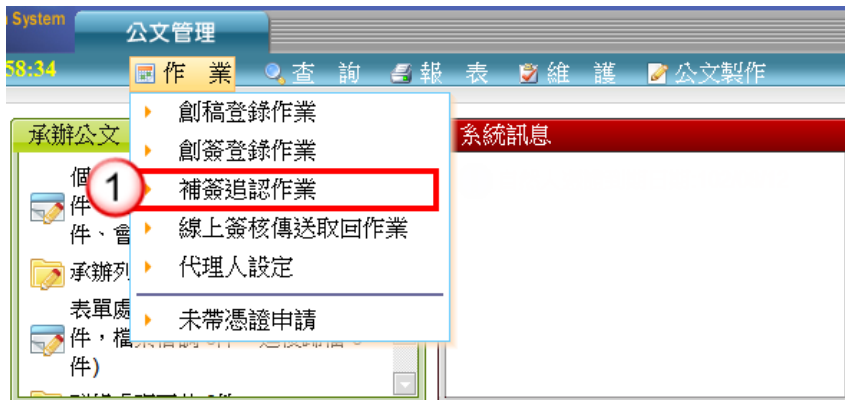 System
公文管理
58:34
作 業 查 詢 報 表 維 護 公文製作
創稿登錄作業
創簽登錄作業
補簽追認作業
線上簽核傳送取回作業
代理人設定
未帶憑證申請
1
承辦公文
系統訊息
個
件
件、會
承辦列
表單處
件，檔
件)